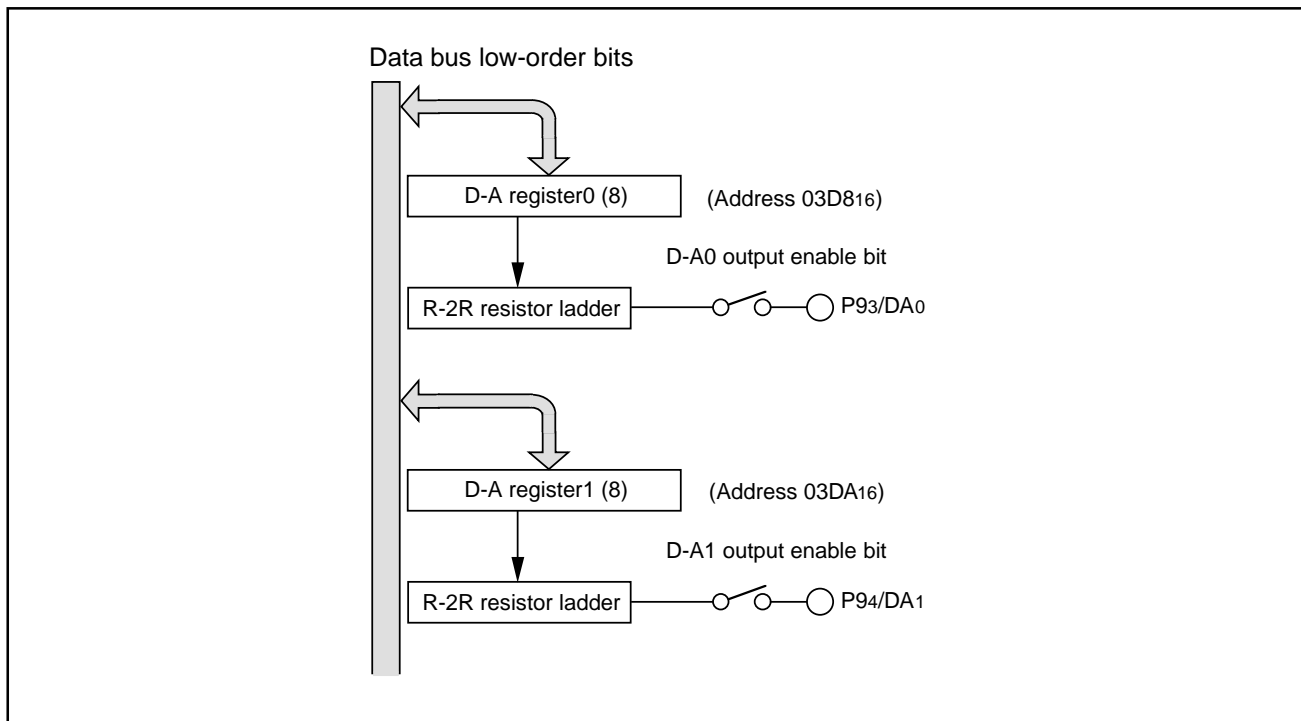 Data bus low-order bits
D-A register0 (8) (Address 03D816)
D-A0 output enable bit
R-2R resistor ladder P93/DA0
D-A register1 (8) (Address 03DA16)
D-A1 output enable bit
R-2R resistor ladder P94/DA1